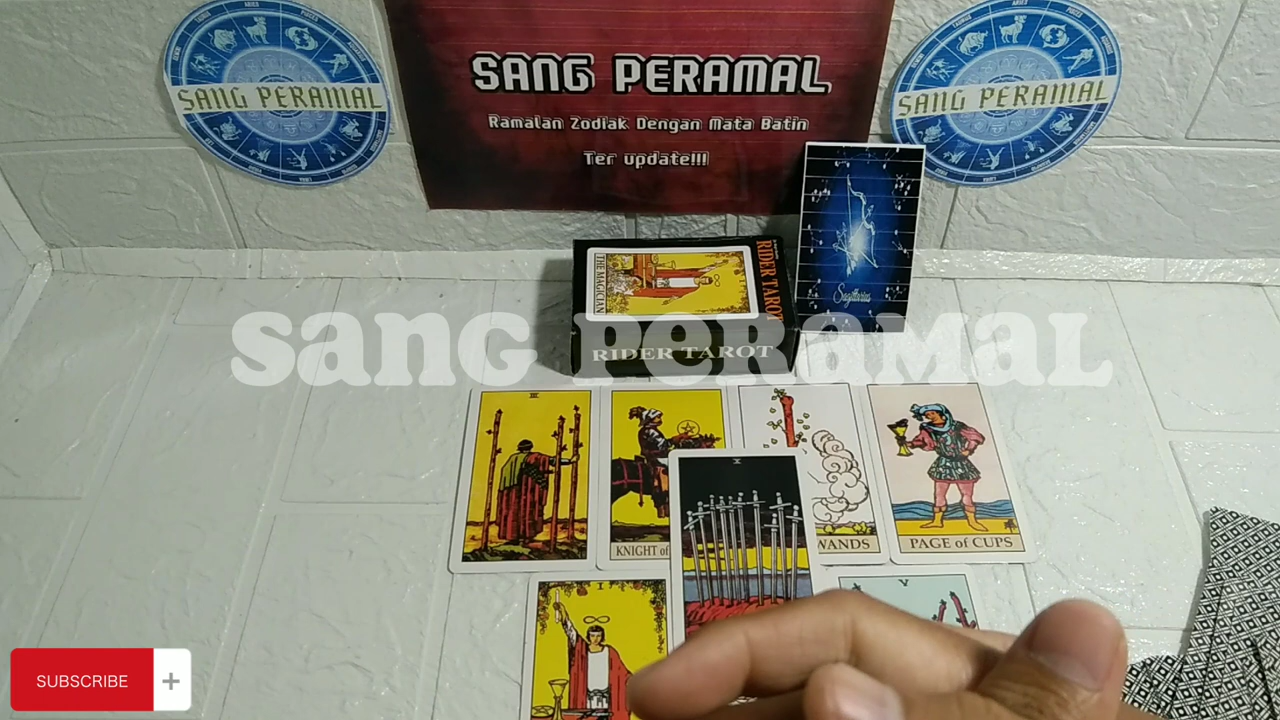 SANG PERAMAL
Ramalan Zodiak Dengan Mata Batin
Ter update!!!
SANG PERAMAL
SANG PERAMAL
THE MAGICIAN
RIDER TAROT
RIDER TAROT
Sagittarius
SANG PERAMAL
III
KNIGHT of
WANDS
PAGE of CUPS
X
I
V
SUBSCRIBE +